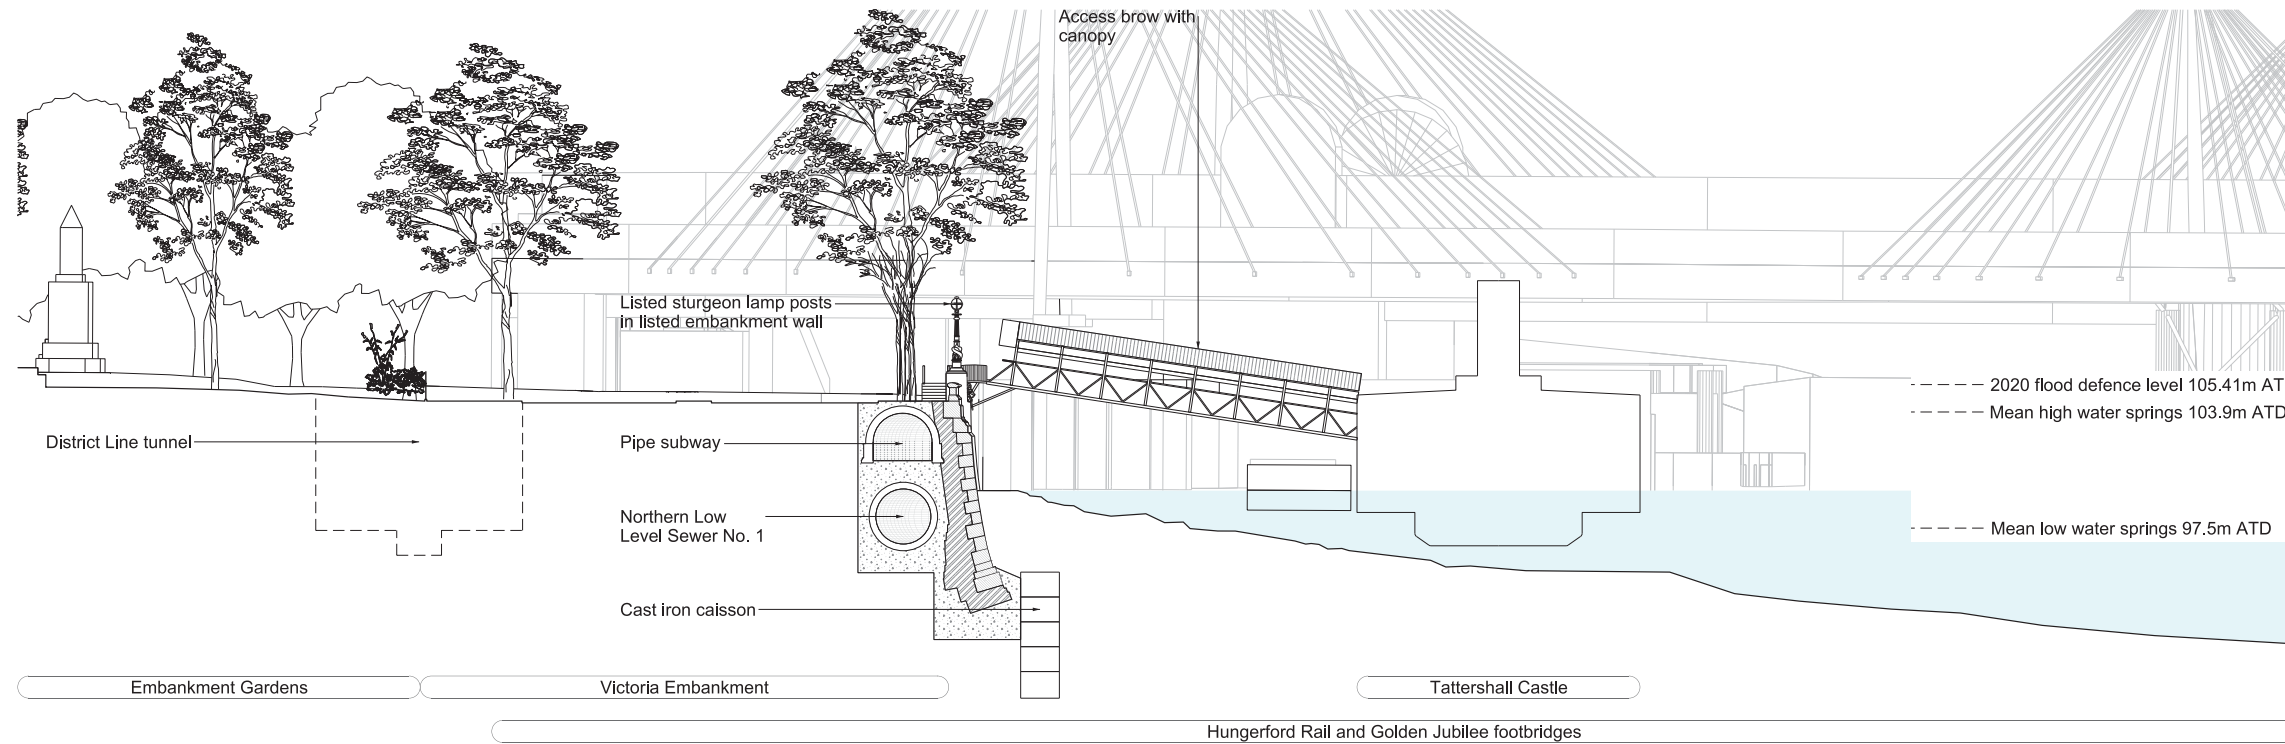 Access brow with
canopy
Listed sturgeon lamp posts
in listed embankment wall
2020 flood defence level 105.41m AT
Mean high water springs 103.9m ATD
District Line tunnel
Pipe subway
Northern Low
Level Sewer No. 1
Mean low water springs 97.5m ATD
Cast iron caisson
Embankment Gardens
Victoria Embankment
Tattershall Castle
Hungerford Rail and Golden Jubilee footbridges